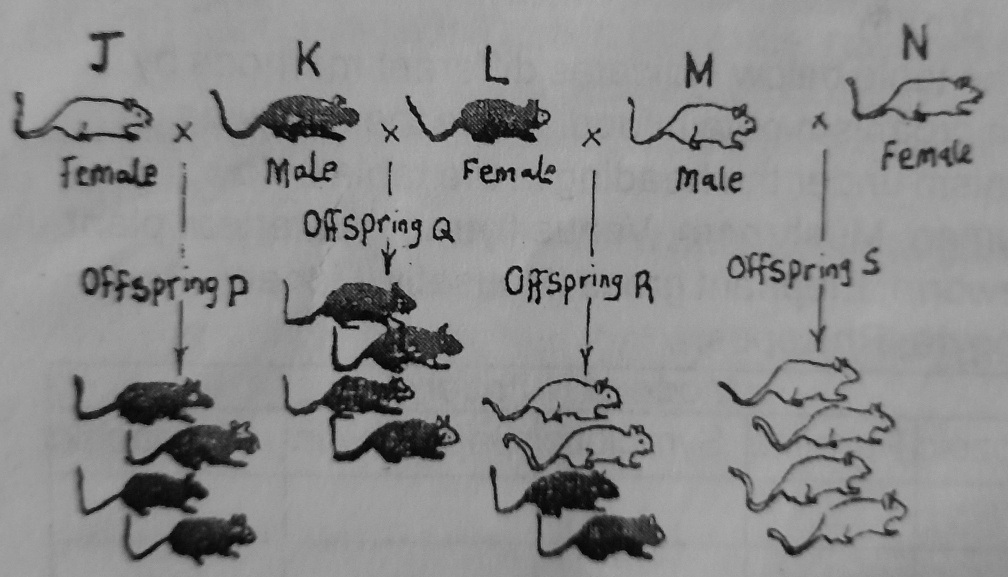 J K L M N
x x x x
Female Male Female Male Female
Offspring Q
Offspring P Offspring R Offspring S